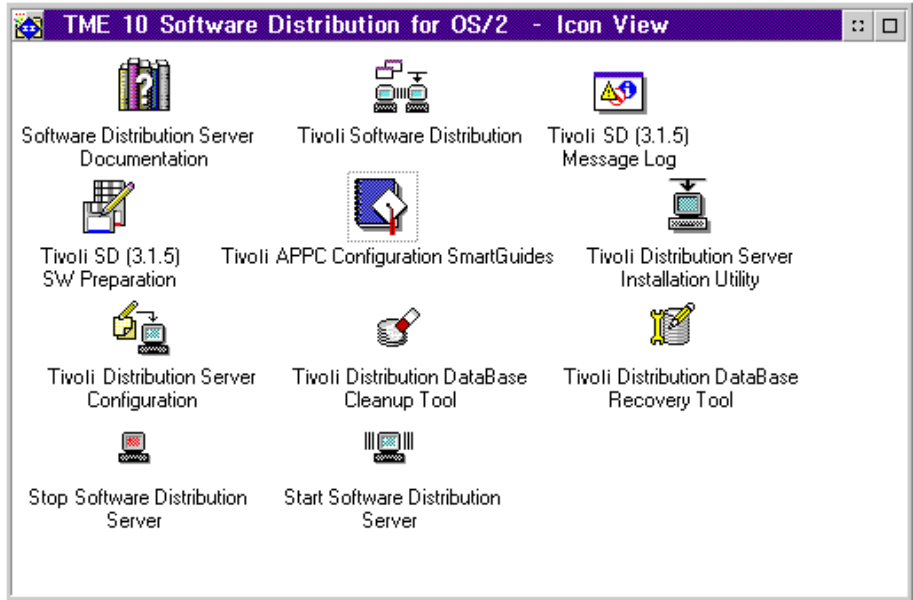 TME 10 Software Distribution for OS/2 - Icon View
Software Distribution Server
Documentation
Tivoli Software Distribution
Tivoli SD (3.1.5)
Message Log
Tivoli SD (3.1.5)
SW Preparation
Tivoli APPC Configuration SmartGuides
Tivoli Distribution Server
Installation Utility
Tivoli Distribution Server
Configuration
Tivoli Distribution DataBase
Cleanup Tool
Tivoli Distribution DataBase
Recovery Tool
Stop Software Distribution
Server
Start Software Distribution
Server